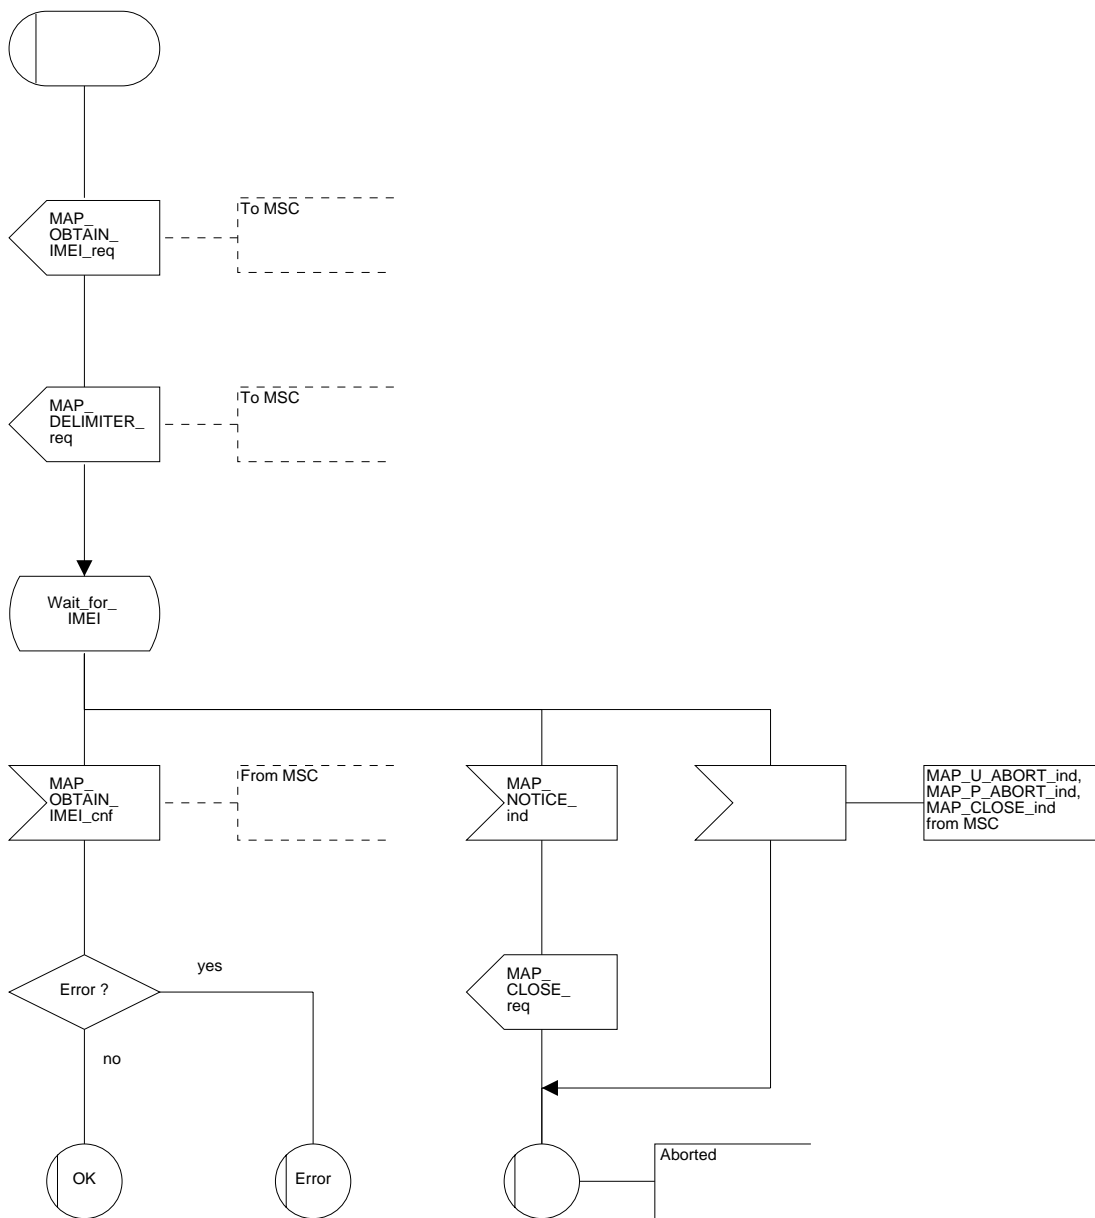 MAP_
OBTAIN_
IMEI_req
To MSC
MAP_
DELIMITER_
req
To MSC
Wait_for_
IMEI
MAP_
OBTAIN_
IMEI_cnf
From MSC
MAP_
NOTICE_
ind
MAP_U_ABORT_ind,
MAP_P_ABORT_ind,
MAP_CLOSE_ind
from MSC
Error ?
yes
no
MAP_
CLOSE_
req
OK
Error
Aborted